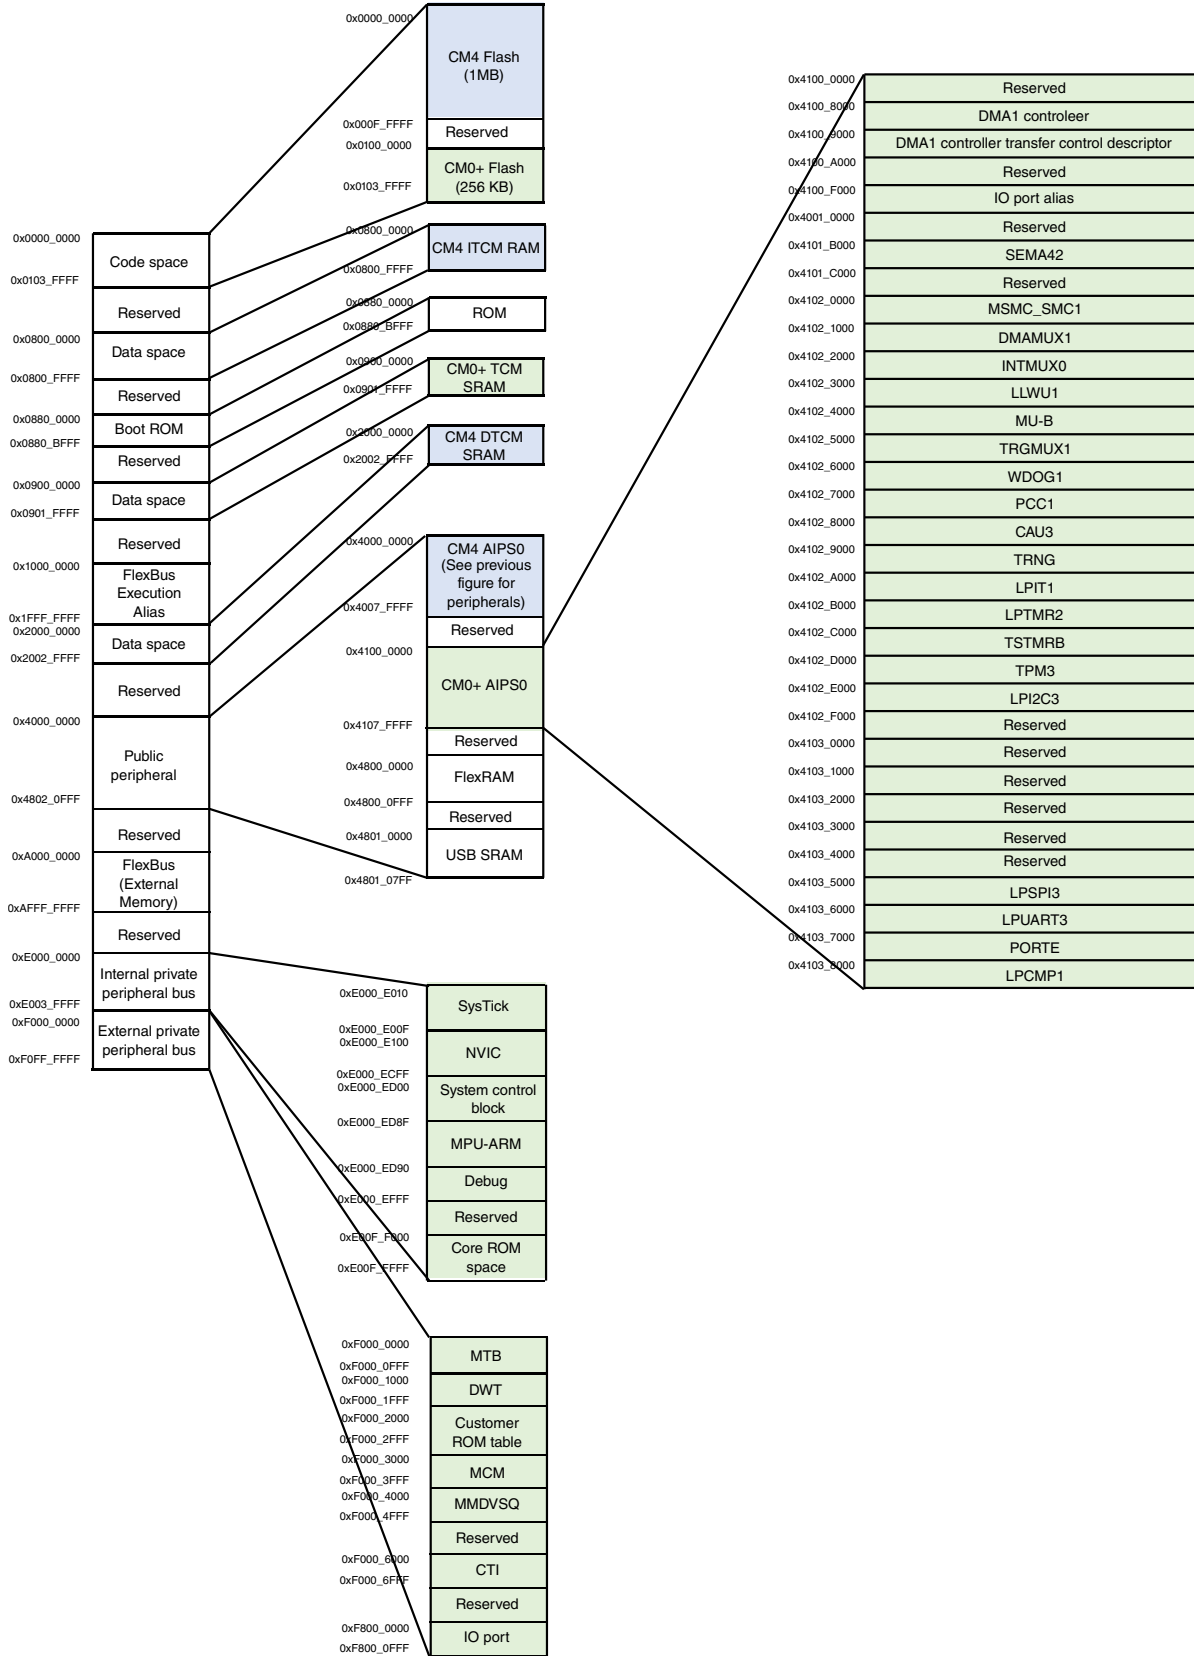 0x0000_0000
CM4 Flash
(1MB)
0x000F_FFFF
Reserved
0x0100_0000
CM0+ Flash
(256 KB)
0x0103_FFFF
0x0800_0000
CM4 ITCM RAM
0x0800_FFFF
0x0880_0000
ROM
0x0880_BFFF
0x0900_0000
CM0+ TCM
SRAM
0x0901_FFFF
0x2000_0000
CM4 DTCM
SRAM
0x2002_FFFF
0x4000_0000
CM4 AIPS0
(See previous
figure for
peripherals)
0x4007_FFFF
Reserved
0x4100_0000
CM0+ AIPS0
0x4107_FFFF
Reserved
0x4800_0000
FlexRAM
0x4800_0FFF
Reserved
0x4801_0000
USB SRAM
0x4801_07FF
0x0000_0000
Code space
0x0103_FFFF
Reserved
0x0800_0000
Data space
0x0800_FFFF
Reserved
0x0880_0000
Boot ROM
0x0880_BFFF
Reserved
0x0900_0000
Data space
0x0901_FFFF
Reserved
0x1000_0000
FlexBus
Execution
Alias
0x1FFF_FFFF
0x2000_0000
Data space
0x2002_FFFF
Reserved
0x4000_0000
Public
peripheral
0x4802_0FFF
Reserved
0xA000_0000
FlexBus
(External
Memory)
0xAFFF_FFFF
Reserved
0xE000_0000
Internal private
peripheral bus
0xE003_FFFF
0xF000_0000
External private
peripheral bus
0xF0FF_FFFF
0xE000_E010
SysTick
0xE000_E00F
0xE000_E100
NVIC
0xE000_ECFF
0xE000_ED00
System control
block
0xE000_ED8F
MPU-ARM
0xE000_ED90
Debug
0xE000_EFFF
Reserved
0xE00F_F000
Core ROM
space
0xE00F_FFFF
0xF000_0000
MTB
0xF000_0FFF
0xF000_1000
DWT
0xF000_1FFF
0xF000_2000
Customer
ROM table
0xF000_2FFF
0xF000_3000
MCM
0xF000_3FFF
0xF000_4000
MMDVSQ
0xF000_4FFF
Reserved
0xF000_6000
CTI
0xF000_6FFF
Reserved
0xF800_0000
IO port
0xF800_0FFF
0x4100_0000
Reserved
0x4100_8000
DMA1 controleer
0x4100_9000
DMA1 controller transfer control descriptor
0x4100_A000
Reserved
0x4100_F000
IO port alias
0x4001_0000
Reserved
0x4101_B000
SEMA42
0x4101_C000
Reserved
0x4102_0000
MSMC_SMC1
0x4102_1000
DMAMUX1
0x4102_2000
INTMUX0
0x4102_3000
LLWU1
0x4102_4000
MU-B
0x4102_5000
TRGMUX1
0x4102_6000
WDOG1
0x4102_7000
PCC1
0x4102_8000
CAU3
0x4102_9000
TRNG
0x4102_A000
LPIT1
0x4102_B000
LPTMR2
0x4102_C000
TSTMRB
0x4102_D000
TPM3
0x4102_E000
LPI2C3
0x4102_F000
Reserved
0x4103_0000
Reserved
0x4103_1000
Reserved
0x4103_2000
Reserved
0x4103_3000
Reserved
0x4103_4000
Reserved
0x4103_5000
LPSPI3
0x4103_6000
LPUART3
0x4103_7000
PORTE
0x4103_8000
LPCMP1